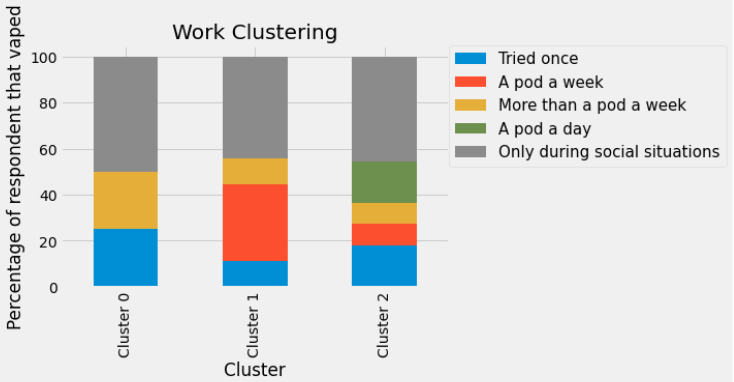 Work Clustering
Percentage of respondent that vaped
100
80
60
40
20
0
Cluster 0
Cluster 1
Cluster 2
Cluster
Tried once
A pod a week
More than a pod a week
A pod a day
Only during social situations